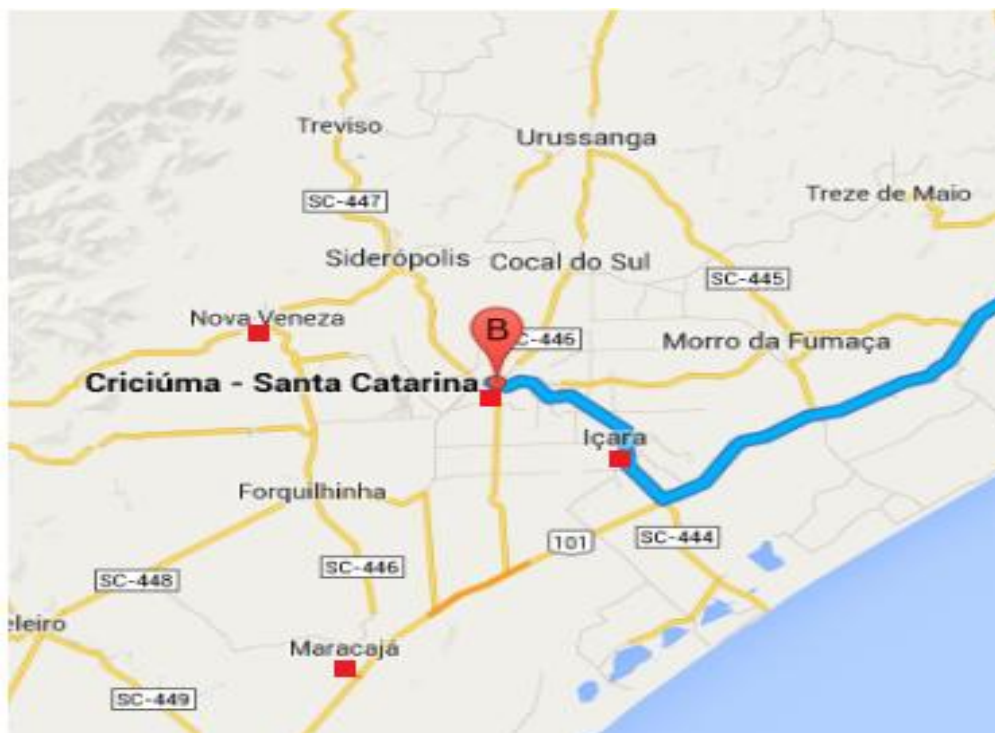 Treviso
Urussanga
Treze de Maio
SC-447
Siderópolis
Cocal do Sul
SC-445
Nova Veneza
B
C-446
Morro da Fumaça
Criciúma - Santa Catarina
Içara
Forquilhinha
101
SC-444
SC-448
SC-446
eleiro
Maracajá
SC-449